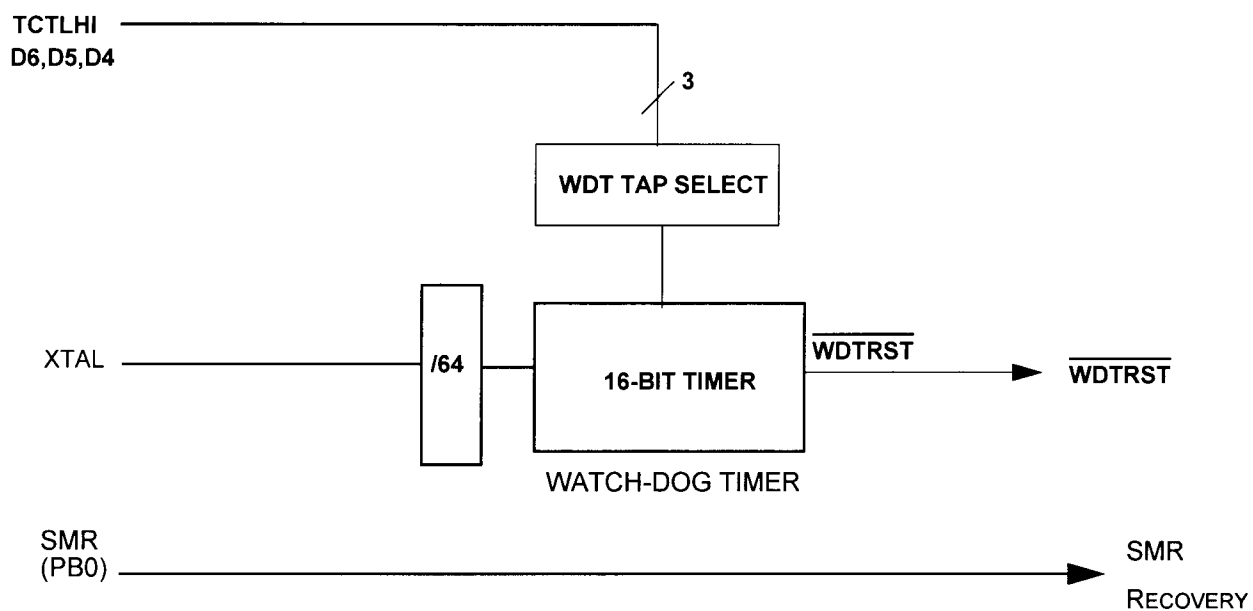 TCTLHI
D6,D5,D4
3
WDT TAP SELECT
XTAL
/64
16-BIT TIMER
WDTRST
WDTRST
WATCH-DOG TIMER
SMR
(PB0)
SMR
RECOVERY